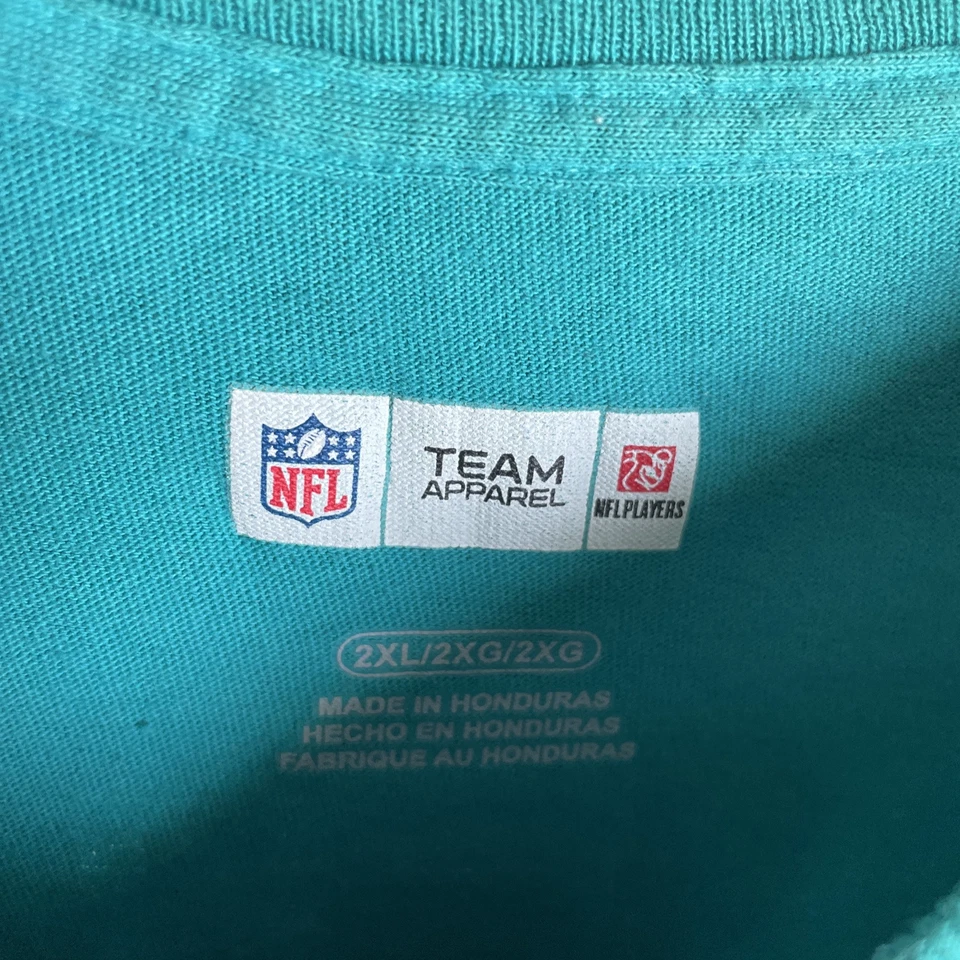 NFL
TEAM
APPAREL
NFL PLAYERS
2XL/2XG/2XG
MADE IN HONDURAS
HECHO EN HONDURAS
FABRIQUE AU HONDURAS